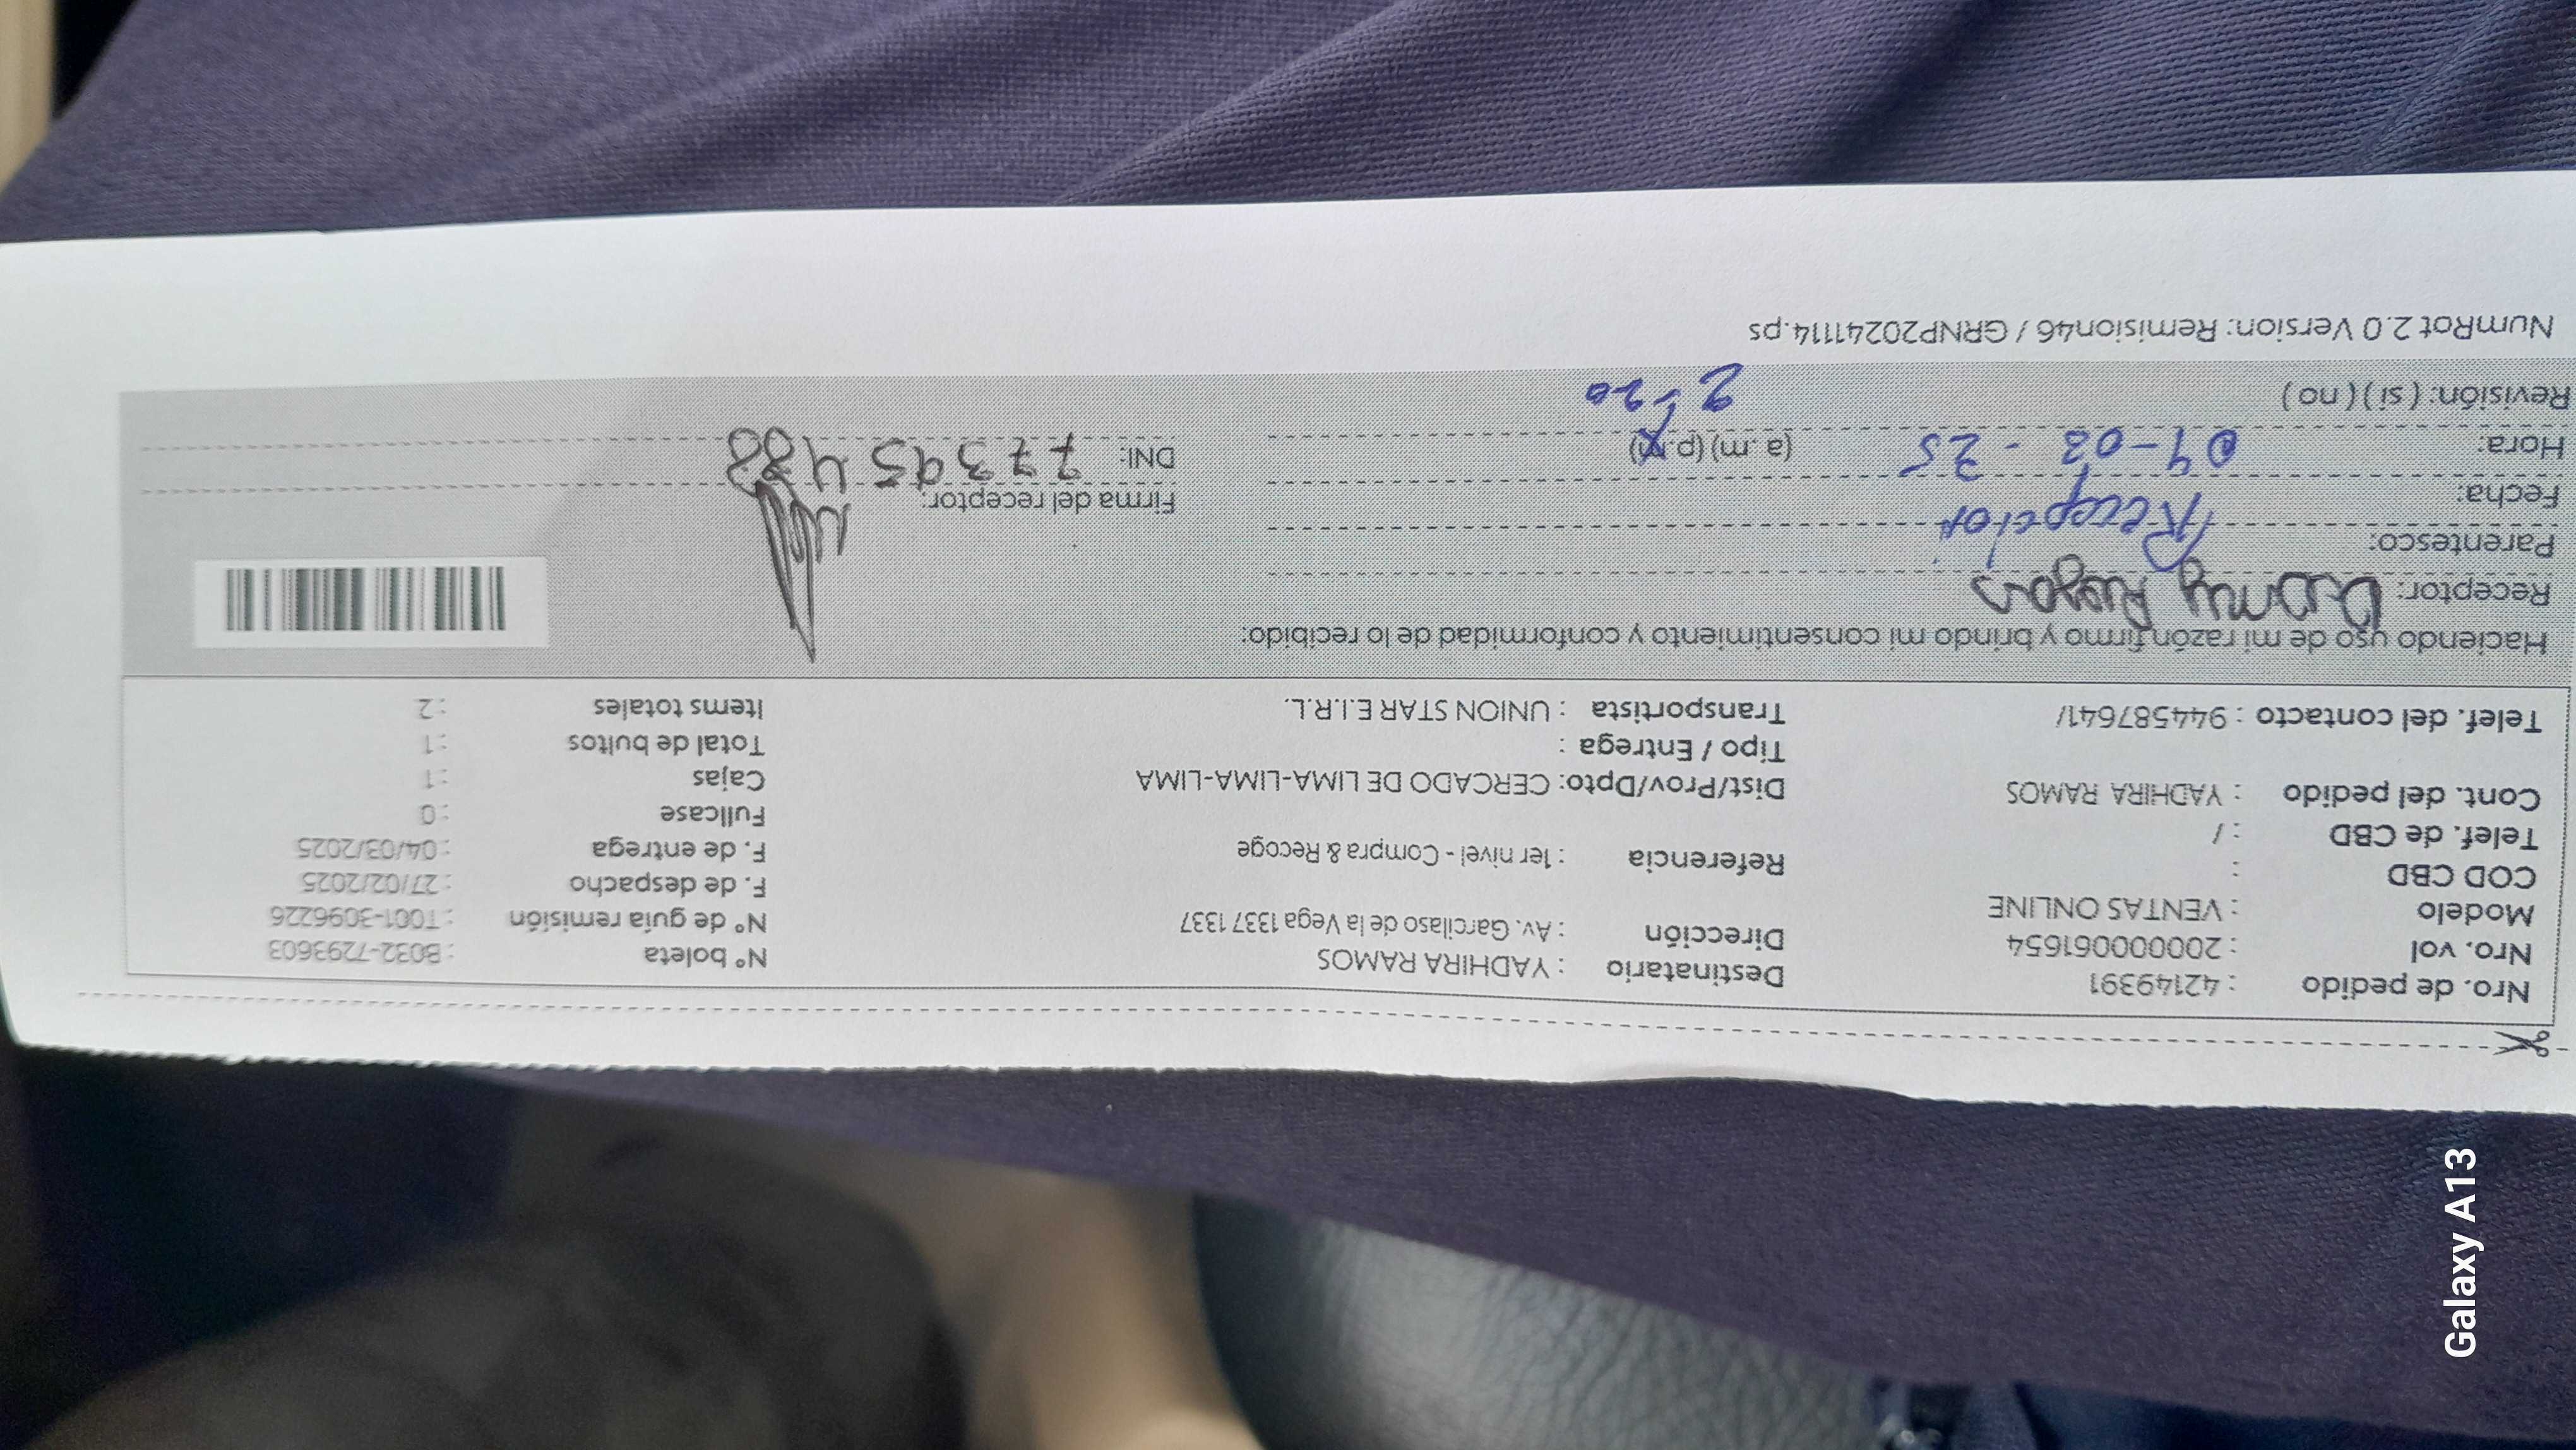 Nro. de pedido : 42149391
Nro. vol : 20000061654
Modelo : VENTAS ONLINE
COD CBD :
Telef. de CBD : /
Cont. del pedido : YADHIRA RAMOS
Telef. del contacto : 944587641/
Destinatario : YADHIRA RAMOS
Dirección : Av. Garcilaso de la Vega 1337 1337
Referencia : 1er nivel - Compra & Recoge
Dist/Prov/Dpto: CERCADO DE LIMA-LIMA-LIMA
Tipo / Entrega :
Transportista : UNION STAR E.I.R.L.
N° boleta : B032-7293603
N° de guía remisión : T001-3096226
F. de despacho : 27/02/2025
F. de entrega : 04/03/2025
Fullcase : 0
Cajas : 1
Total de bultos : 1
Items totales : 2
Haciendo uso de mi razón firmo y brindo mi consentimiento y conformidad de lo recibido:
Receptor:
Parentesco: Recepcion
Fecha: 04-03-25
Hora: (a.m) (p.m)
2:20
Revisión: ( si ) ( no )
Firma del receptor:
DNI: 77395488
NumRot 2.0 Version: Remision46 / GRNP20241114.ps
Galaxy A13